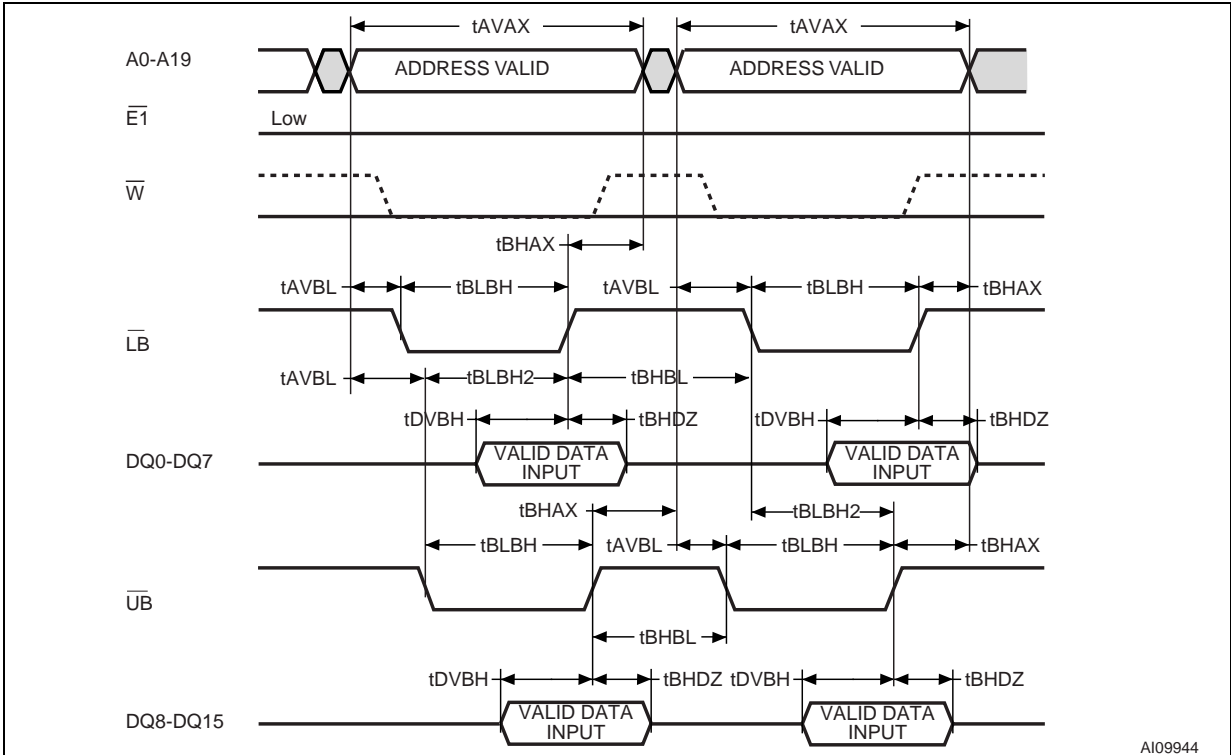 tAVAX tAVAX
A0-A19 ADDRESS VALID ADDRESS VALID
E1 Low
W
tBHAX
tAVBL tBLBH tAVBL tBLBH tBHAX
LB
tAVBL tBLBH2 tBHBL
tDVBH tBHDZ tDVBH tBHDZ
DQ0-DQ7 VALID DATA INPUT VALID DATA INPUT
tBHAX tBLBH2
tBLBH tAVBL tBLBH tBHAX
UB
tBHBL
tDVBH tBHDZ tDVBH tBHDZ
DQ8-DQ15 VALID DATA INPUT VALID DATA INPUT
AI09944